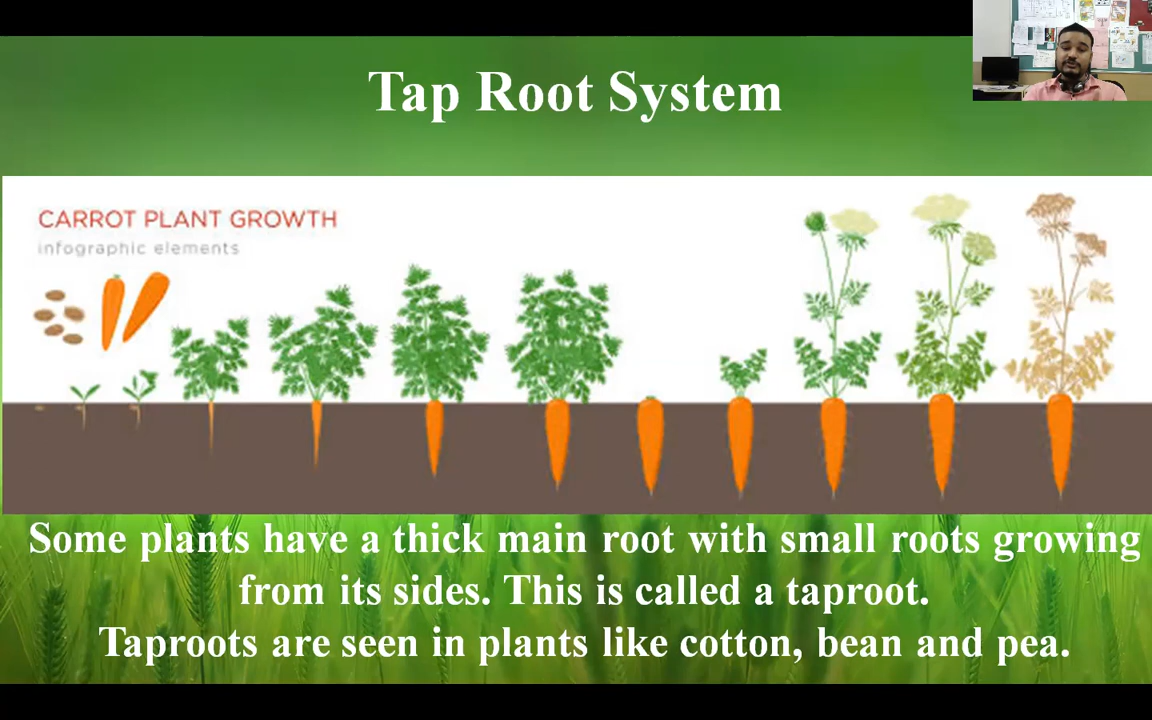 Tap Root System
CARROT PLANT GROWTH
infographic elements
Some plants have a thick main root with small roots growing
from its sides. This is called a taproot.
Taproots are seen in plants like cotton, bean and pea.